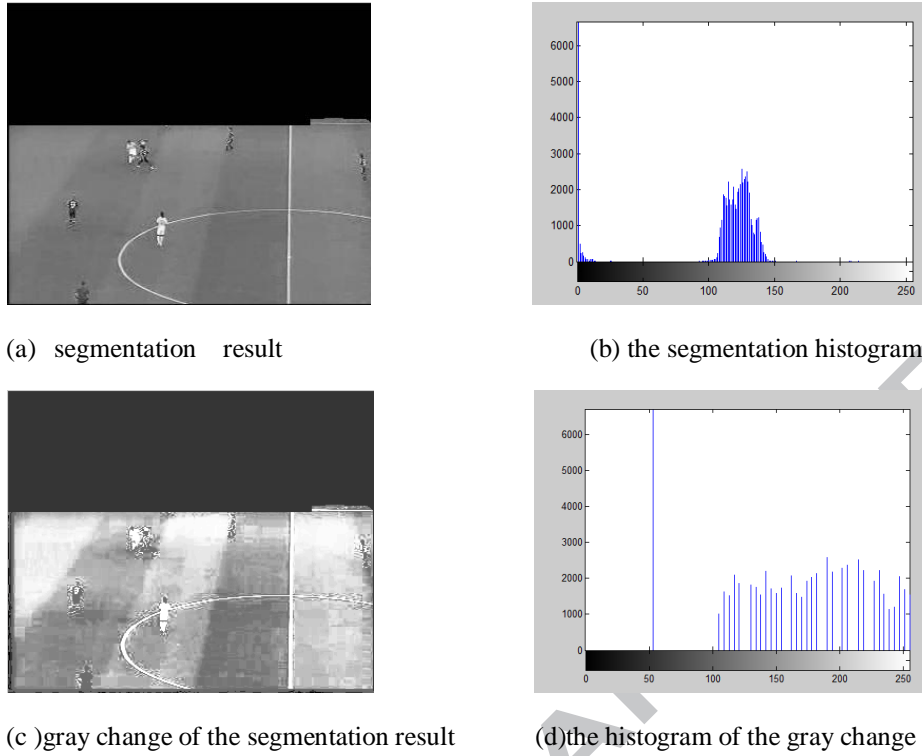 6000
5000
4000
3000
2000
1000
0
0 50 100 150 200 250
(a) segmentation result
(b) the segmentation histogram
6000
5000
4000
3000
2000
1000
0
0 50 100 150 200 250
(c )gray change of the segmentation result
(d)the histogram of the gray change